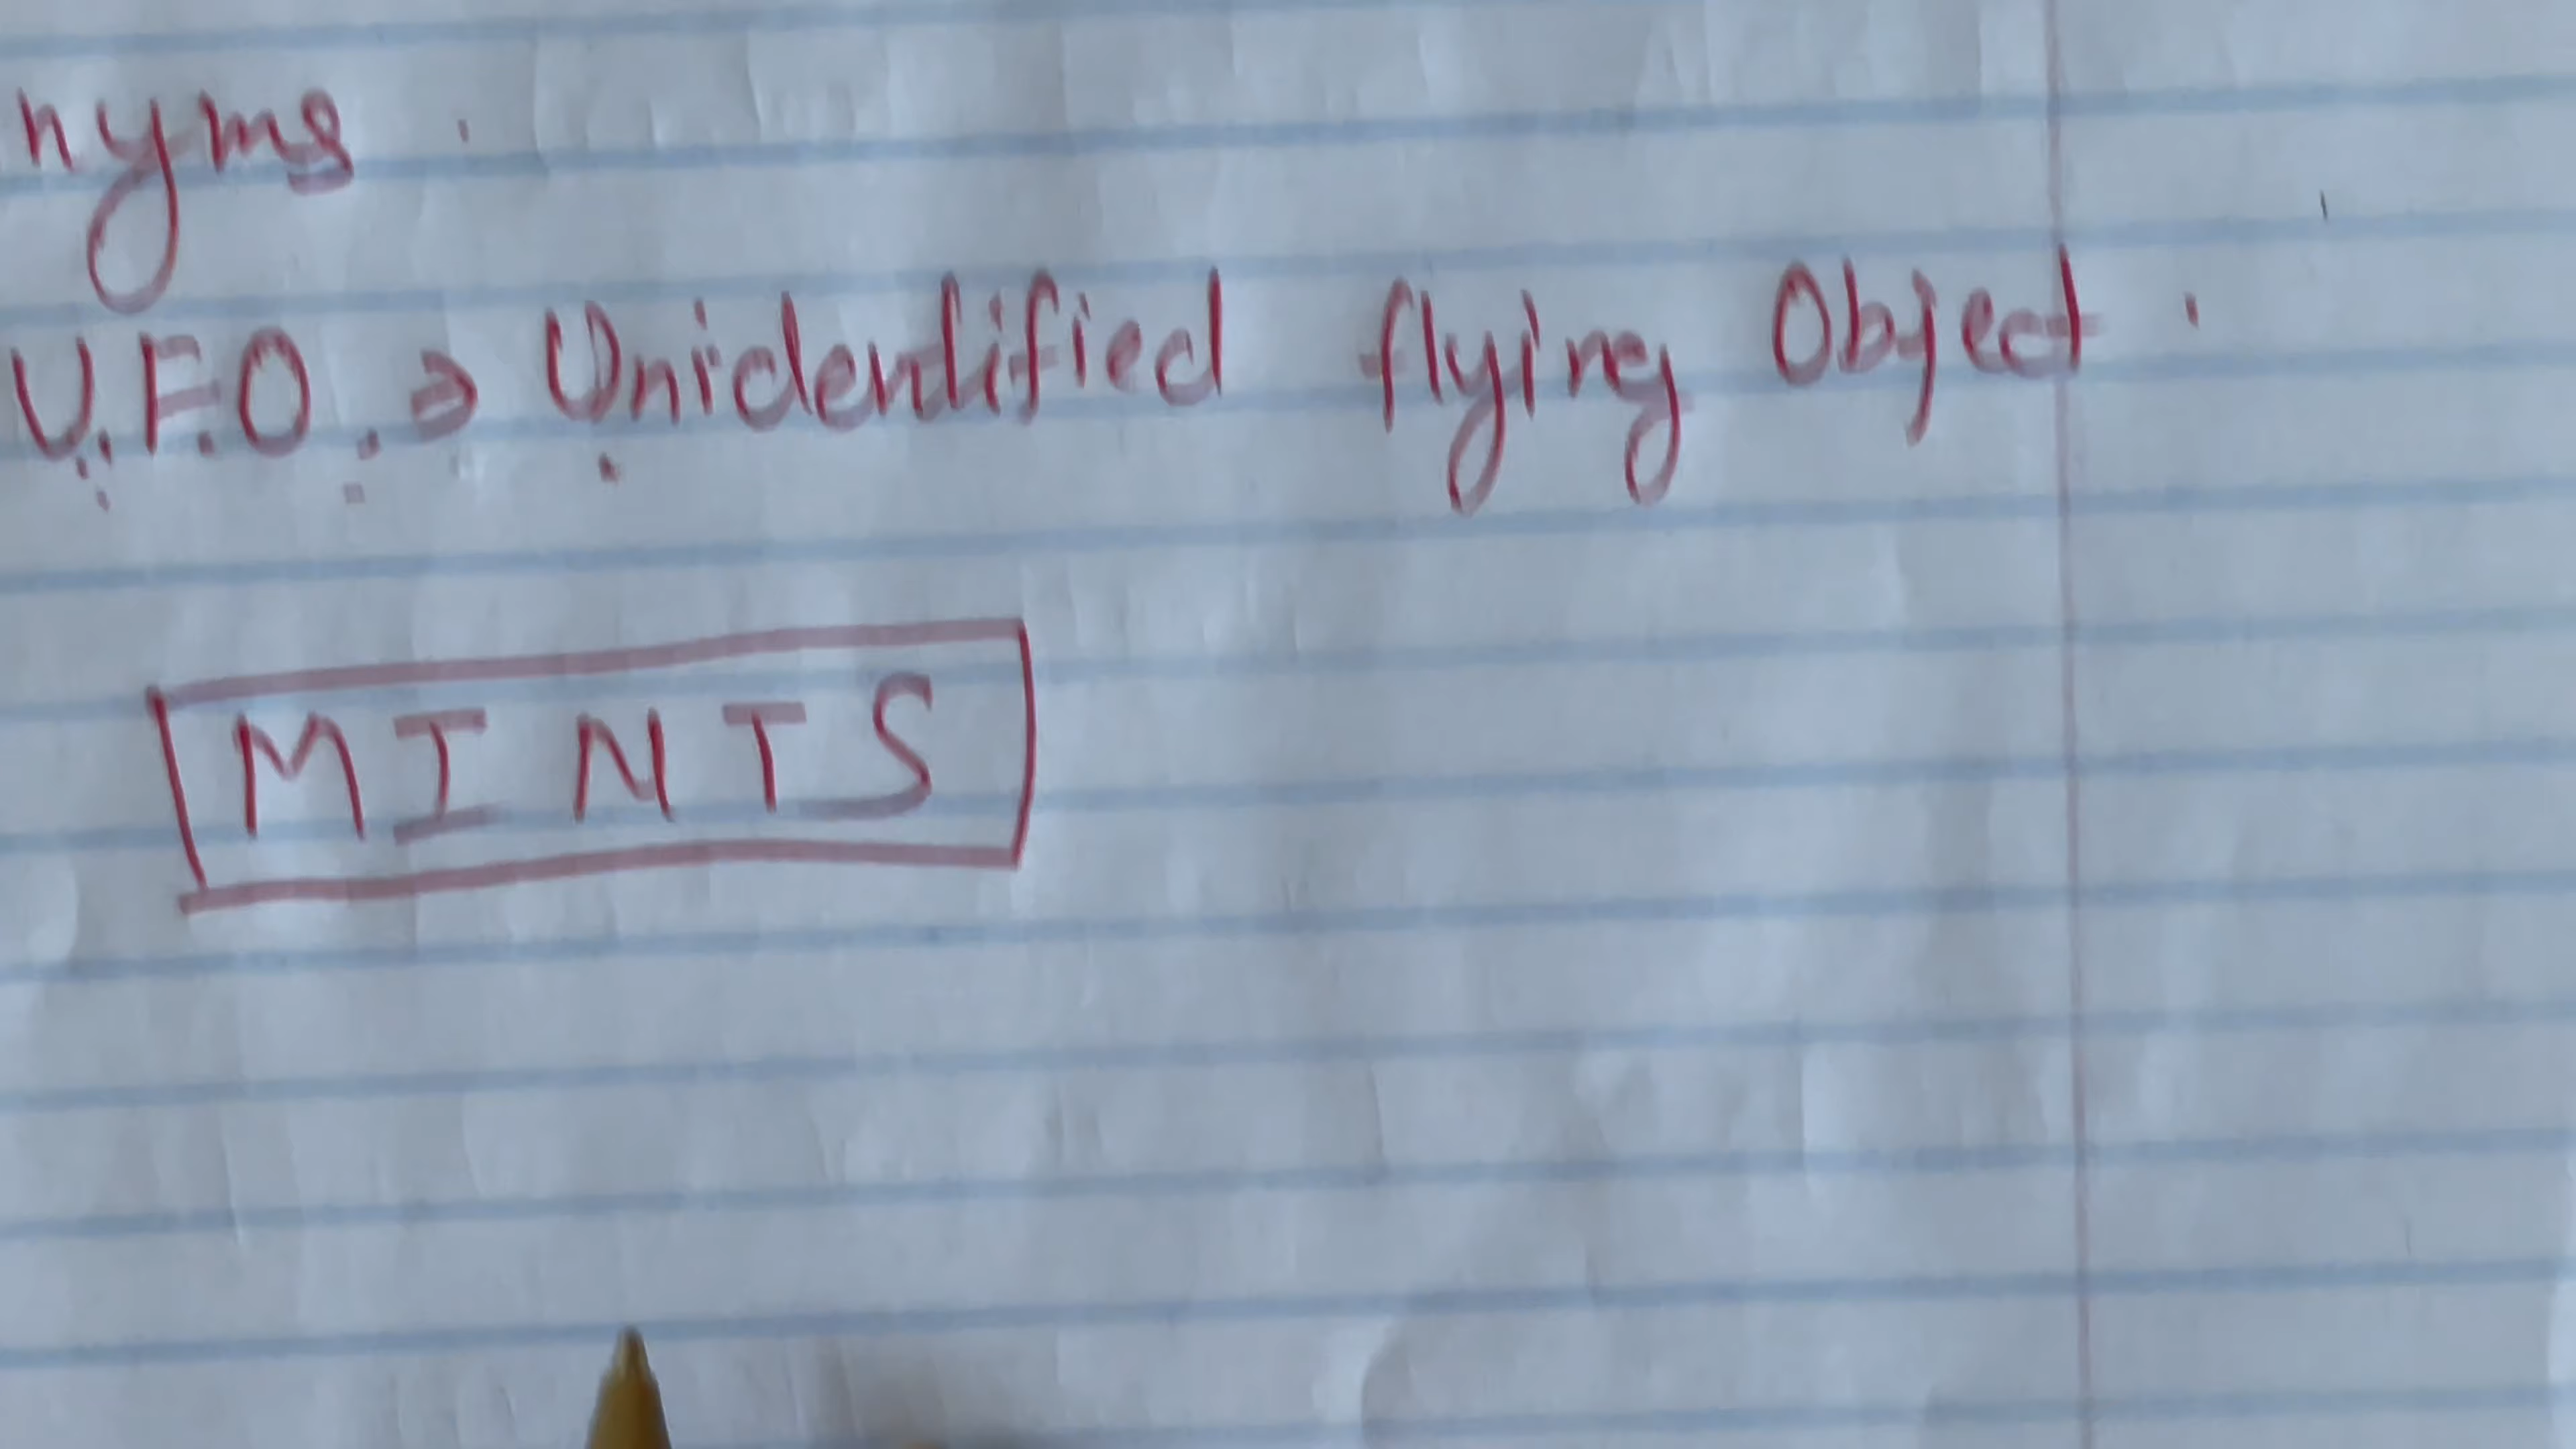 nyms.
U.F.O. → Unidentified flying Object.
MINTS